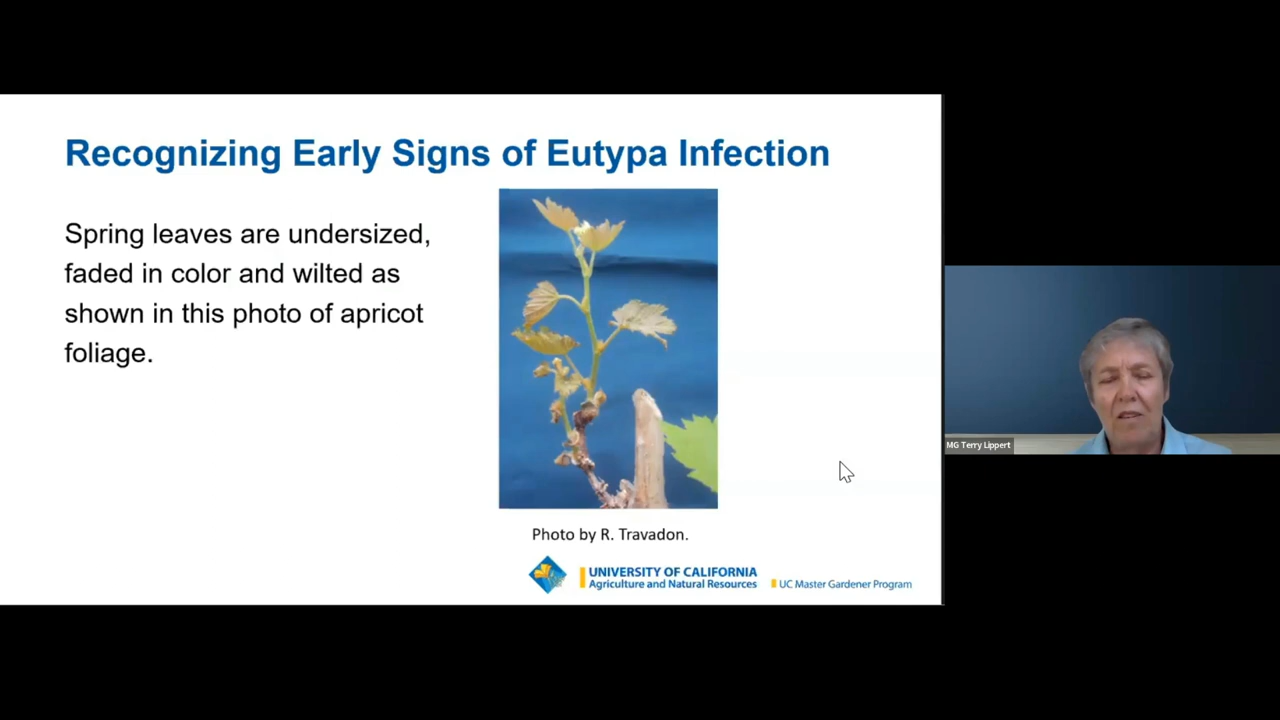 Recognizing Early Signs of Eutypa Infection
Spring leaves are undersized,
faded in color and wilted as
shown in this photo of apricot
foliage.
Photo by R. Travadon.
UNIVERSITY OF CALIFORNIA
Agriculture and Natural Resources
UC Master Gardener Program
MG Terry Lippert